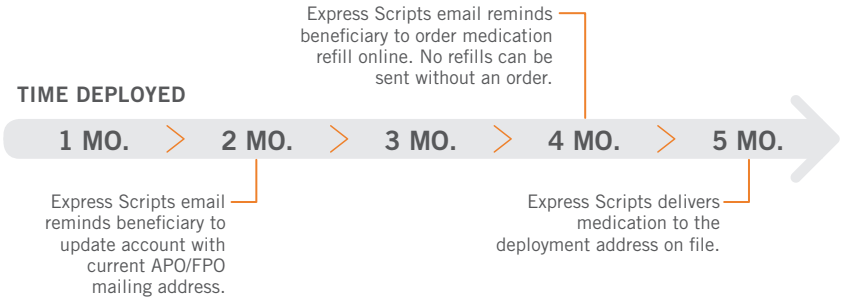 Express Scripts email reminds
beneficiary to order medication
refill online. No refills can be
sent without an order.
TIME DEPLOYED
1 MO. 2 MO. 3 MO. 4 MO. 5 MO.
Express Scripts email
reminds beneficiary to
update account with
current APO/FPO
mailing address.
Express Scripts delivers
medication to the
deployment address on file.